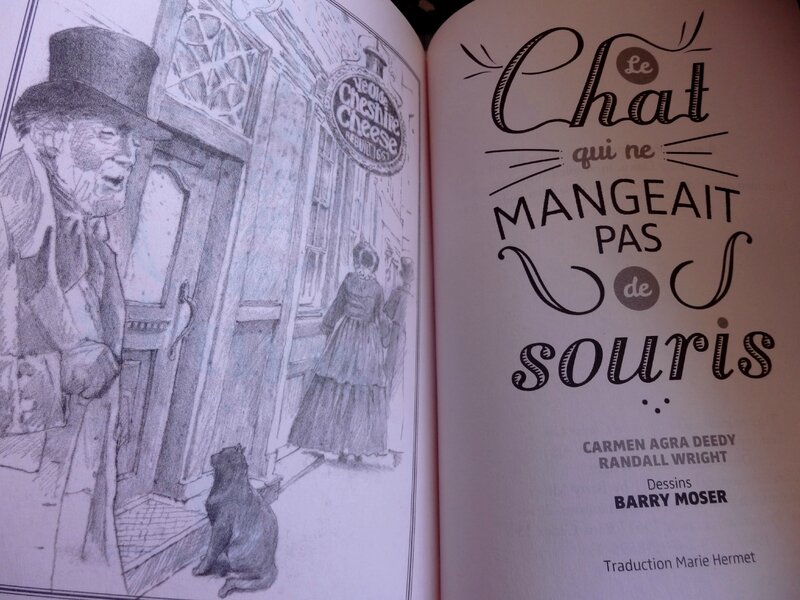 Ye Olde
Cheshire
Cheese
Le
Chat
qui ne
MANGEAIT
PAS
de
souris
CARMEN AGRA DEEDY
RANDALL WRIGHT
Dessins
BARRY MOSER
Traduction Marie Hermet